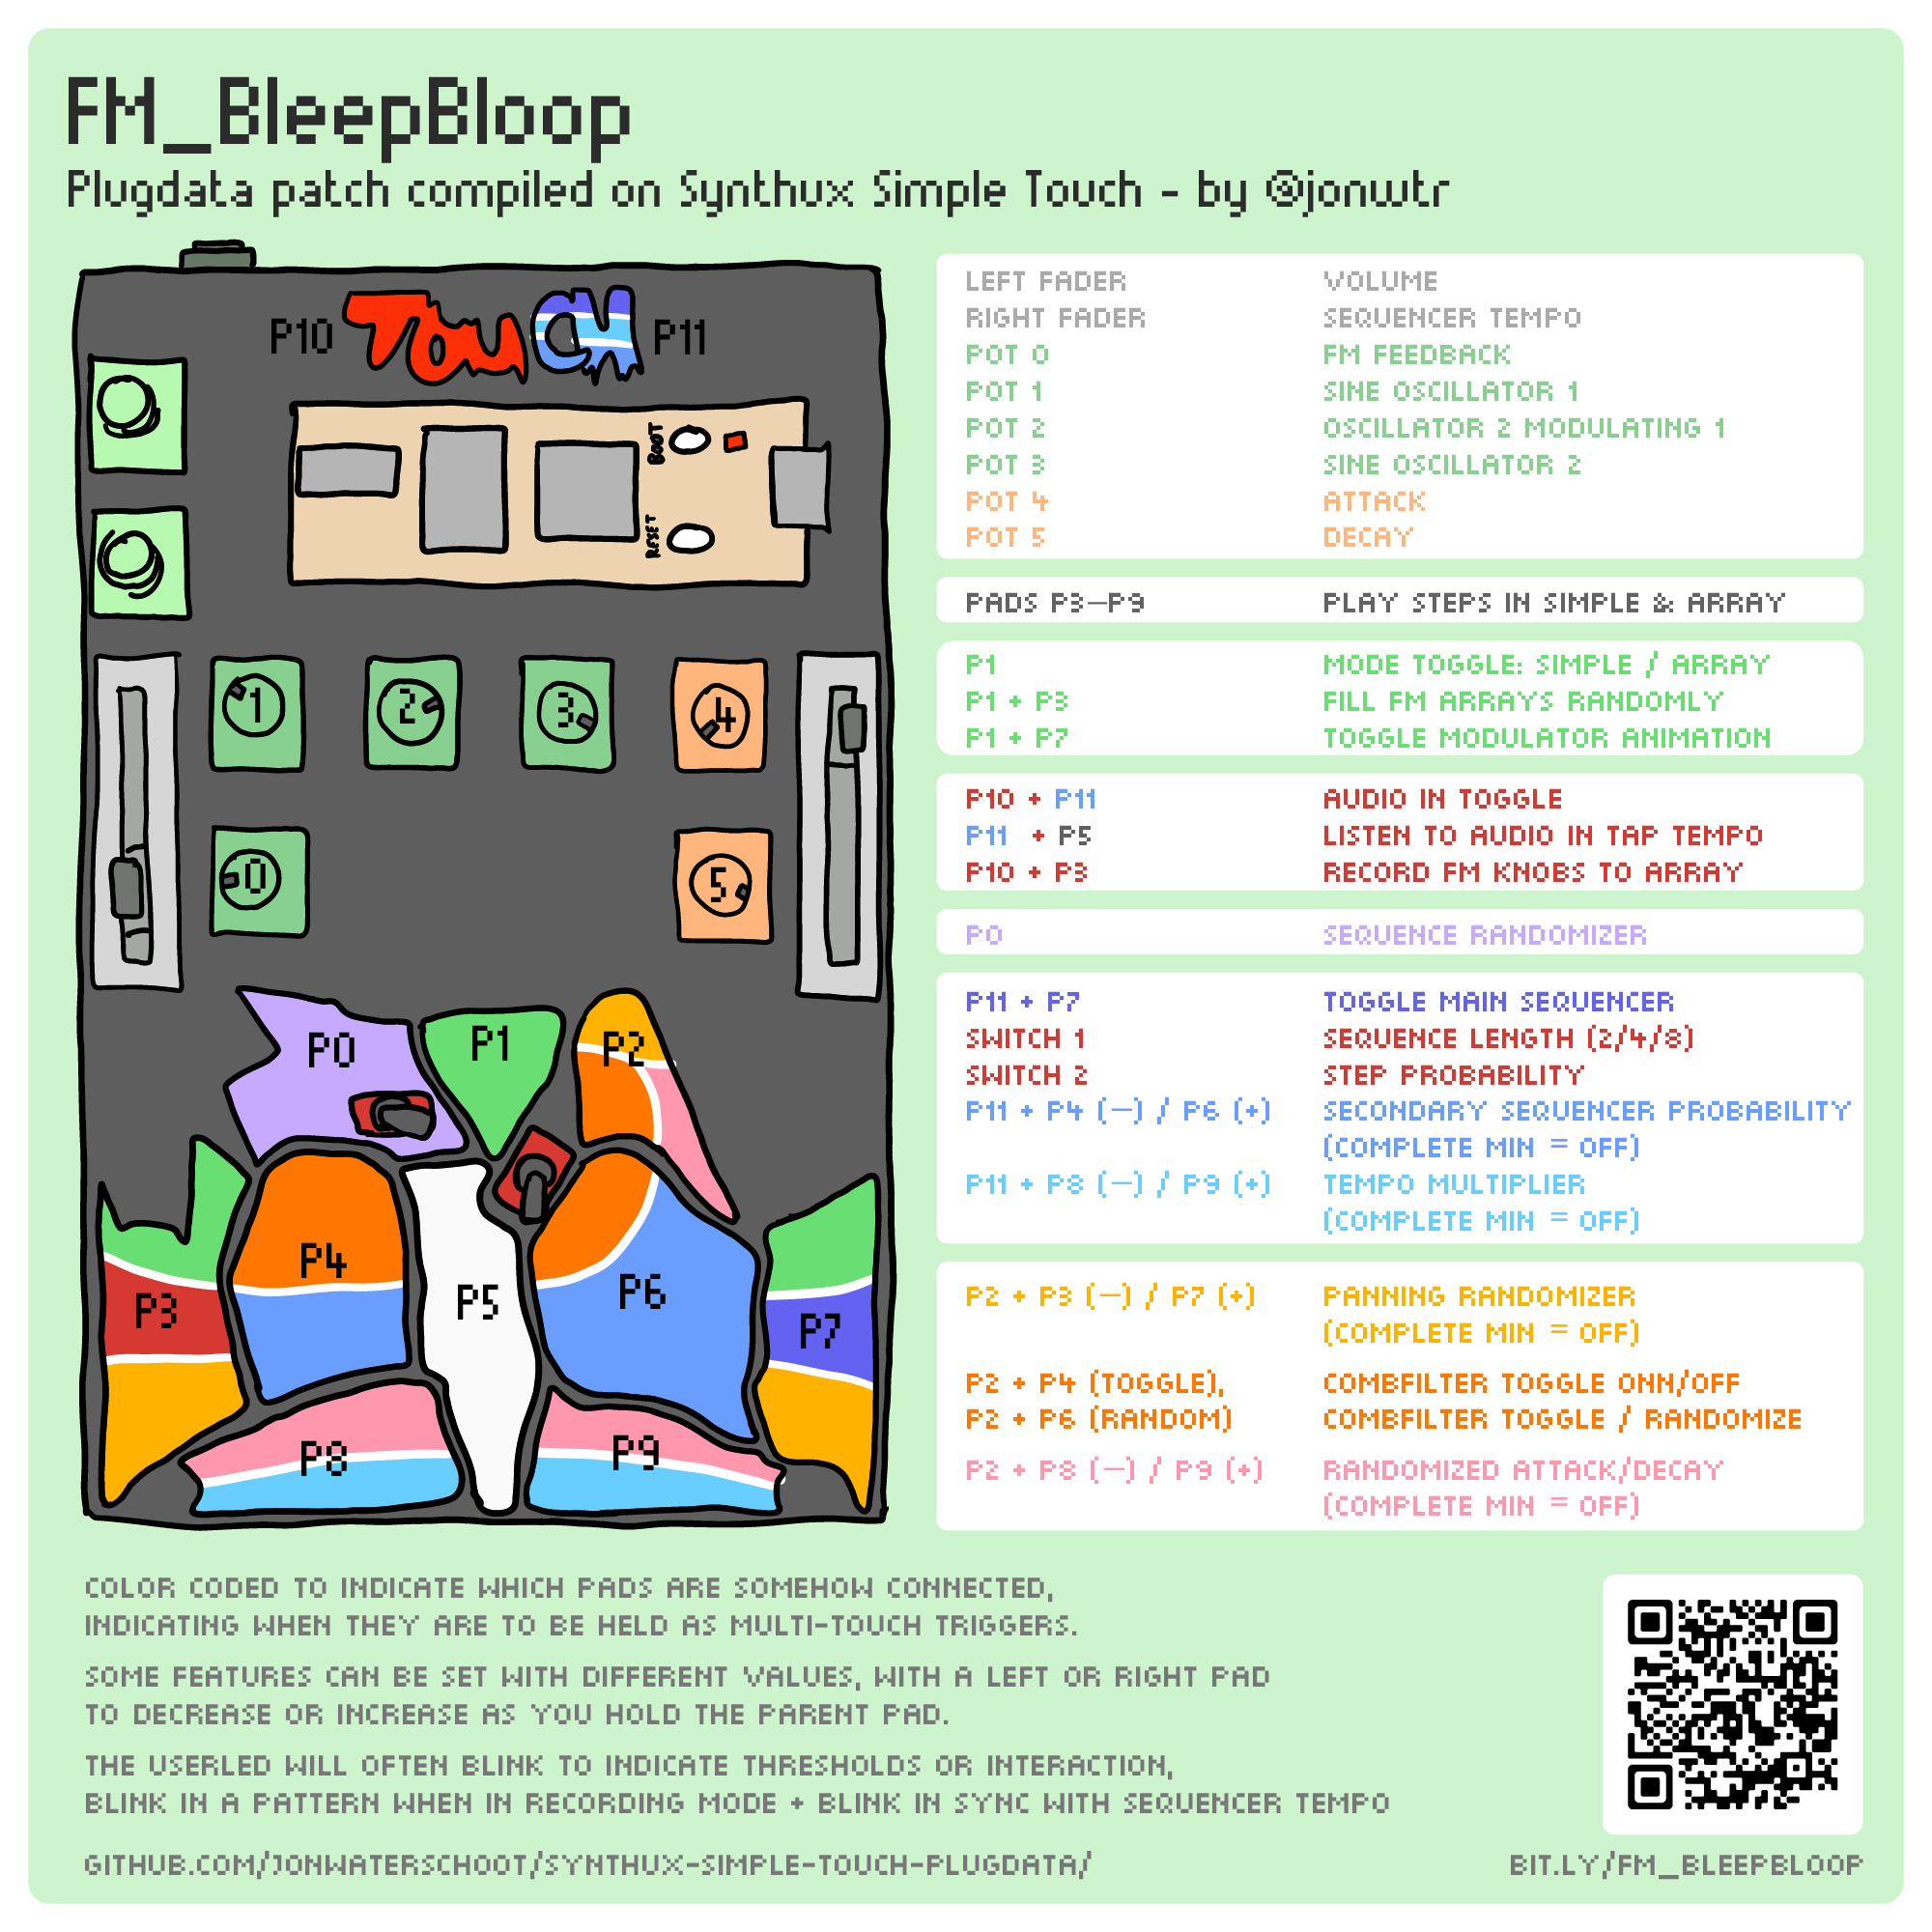 FM_BleepBloop
Plugdata patch compiled on Synthux Simple Touch - by @jonwtr
P10 TOUCH P11
BOOT
RESET
1 2 3 4
0 5
P0 P1 P2
P3 P4 P5 P6 P7
P8 P9
LEFT FADER VOLUME
RIGHT FADER SEQUENCER TEMPO
POT 0 FM FEEDBACK
POT 1 SINE OSCILLATOR 1
POT 2 OSCILLATOR 2 MODULATING 1
POT 3 SINE OSCILLATOR 2
POT 4 ATTACK
POT 5 DECAY
PADS P3—P9 PLAY STEPS IN SIMPLE & ARRAY
P1 MODE TOGGLE: SIMPLE / ARRAY
P1 + P3 FILL FM ARRAYS RANDOMLY
P1 + P7 TOGGLE MODULATOR ANIMATION
P10 + P11 AUDIO IN TOGGLE
P11 + P5 LISTEN TO AUDIO IN TAP TEMPO
P10 + P3 RECORD FM KNOBS TO ARRAY
P0 SEQUENCE RANDOMIZER
P11 + P7 TOGGLE MAIN SEQUENCER
SWITCH 1 SEQUENCE LENGTH (2/4/8)
SWITCH 2 STEP PROBABILITY
P11 + P4 (—) / P6 (+) SECONDARY SEQUENCER PROBABILITY
(COMPLETE MIN = OFF)
P11 + P8 (—) / P9 (+) TEMPO MULTIPLIER
(COMPLETE MIN = OFF)
P2 + P3 (—) / P7 (+) PANNING RANDOMIZER
(COMPLETE MIN = OFF)
P2 + P4 (TOGGLE), COMBFILTER TOGGLE ONN/OFF
P2 + P6 (RANDOM) COMBFILTER TOGGLE / RANDOMIZE
P2 + P8 (—) / P9 (+) RANDOMIZED ATTACK/DECAY
(COMPLETE MIN = OFF)
COLOR CODED TO INDICATE WHICH PADS ARE SOMEHOW CONNECTED,
INDICATING WHEN THEY ARE TO BE HELD AS MULTI-TOUCH TRIGGERS.
SOME FEATURES CAN BE SET WITH DIFFERENT VALUES, WITH A LEFT OR RIGHT PAD
TO DECREASE OR INCREASE AS YOU HOLD THE PARENT PAD.
THE USERLED WILL OFTEN BLINK TO INDICATE THRESHOLDS OR INTERACTION,
BLINK IN A PATTERN WHEN IN RECORDING MODE + BLINK IN SYNC WITH SEQUENCER TEMPO
GITHUB.COM/JONWATERSCHOOT/SYNTHUX-SIMPLE-TOUCH-PLUGDATA/
BIT.LY/FM_BLEEPBLOOP